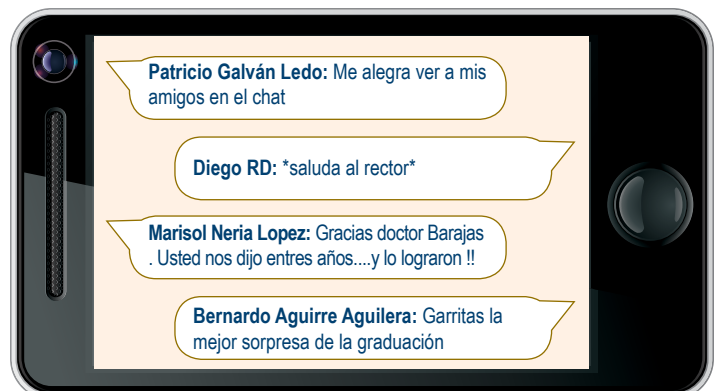 Patricio Galván Ledo: Me alegra ver a mis
amigos en el chat
Diego RD: *saluda al rector*
Marisol Neria Lopez: Gracias doctor Barajas
. Usted nos dijo entres años....y lo lograron !!
Bernardo Aguirre Aguilera: Garritas la
mejor sorpresa de la graduación